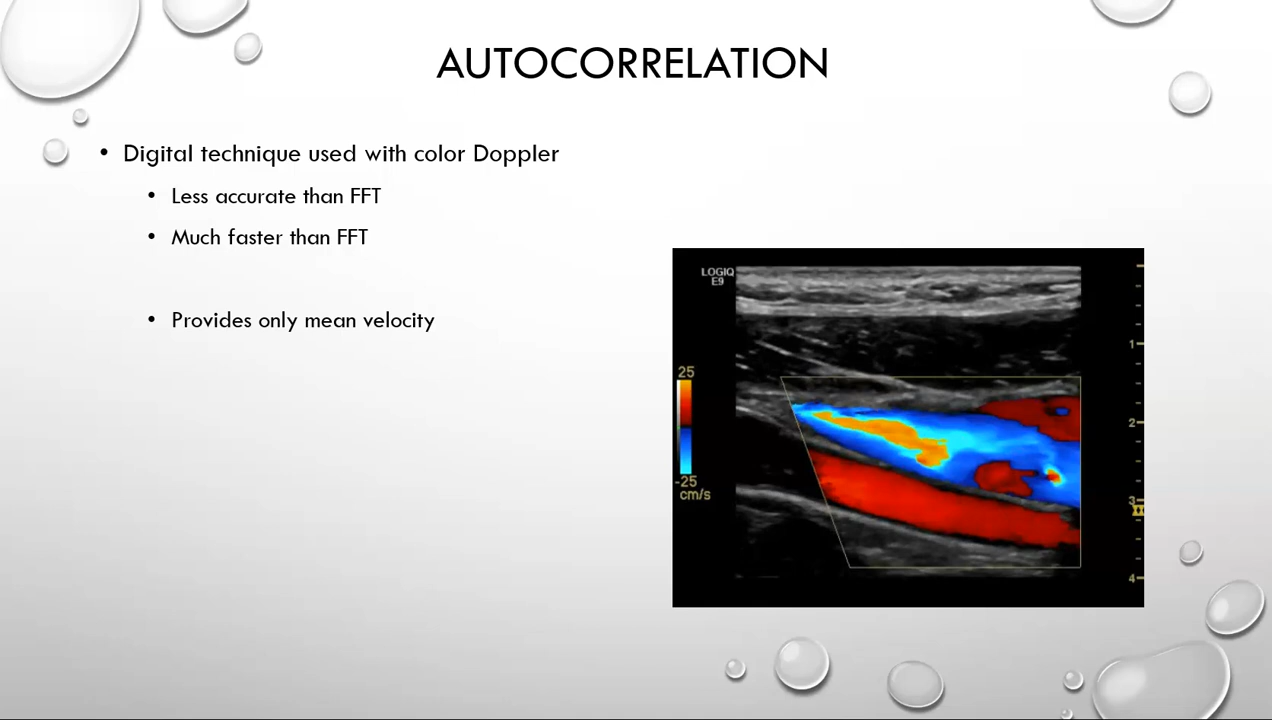 AUTOCORRELATION
• Digital technique used with color Doppler
• Less accurate than FFT
• Much faster than FFT
• Provides only mean velocity
LOGIQ
E9
25
-25
cm/s
1
2
3
4